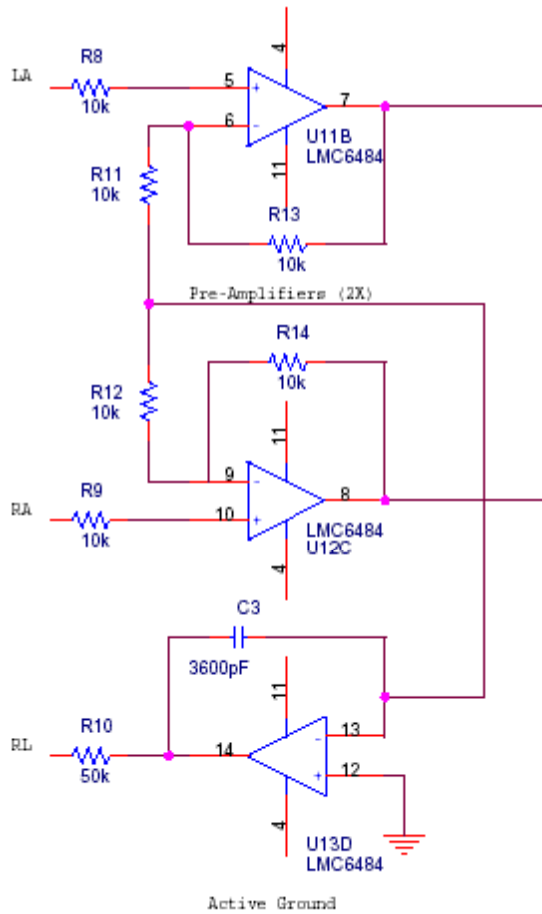 4
R8
LA
10k
5
+
7
6
-
U11B
LMC6484
11
R11
10k
R13
10k
Pre-Amplifiers (2X)
R14
10k
R12
10k
11
9
-
8
R9
RA
10k
10
+
LMC6484
U12C
4
C3
3600pF
11
R10
RL
50k
14
-
13
+
12
4
U13D
LMC6484
Active Ground